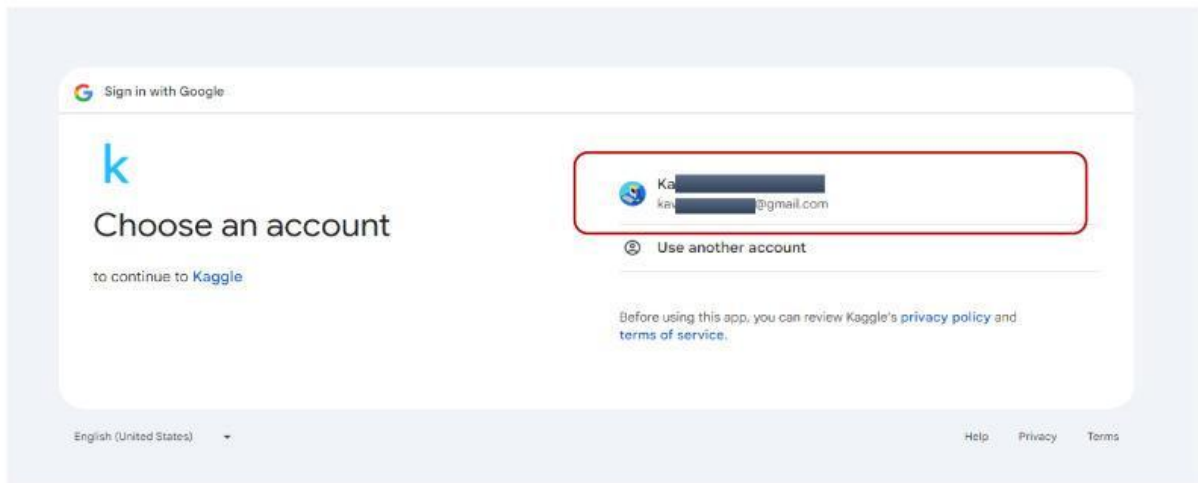 Sign in with Google
k
Choose an account
to continue to Kaggle
Ka
kav @gmail.com
Use another account
Before using this app, you can review Kaggle's privacy policy and
terms of service.
English (United States)
Help Privacy Terms